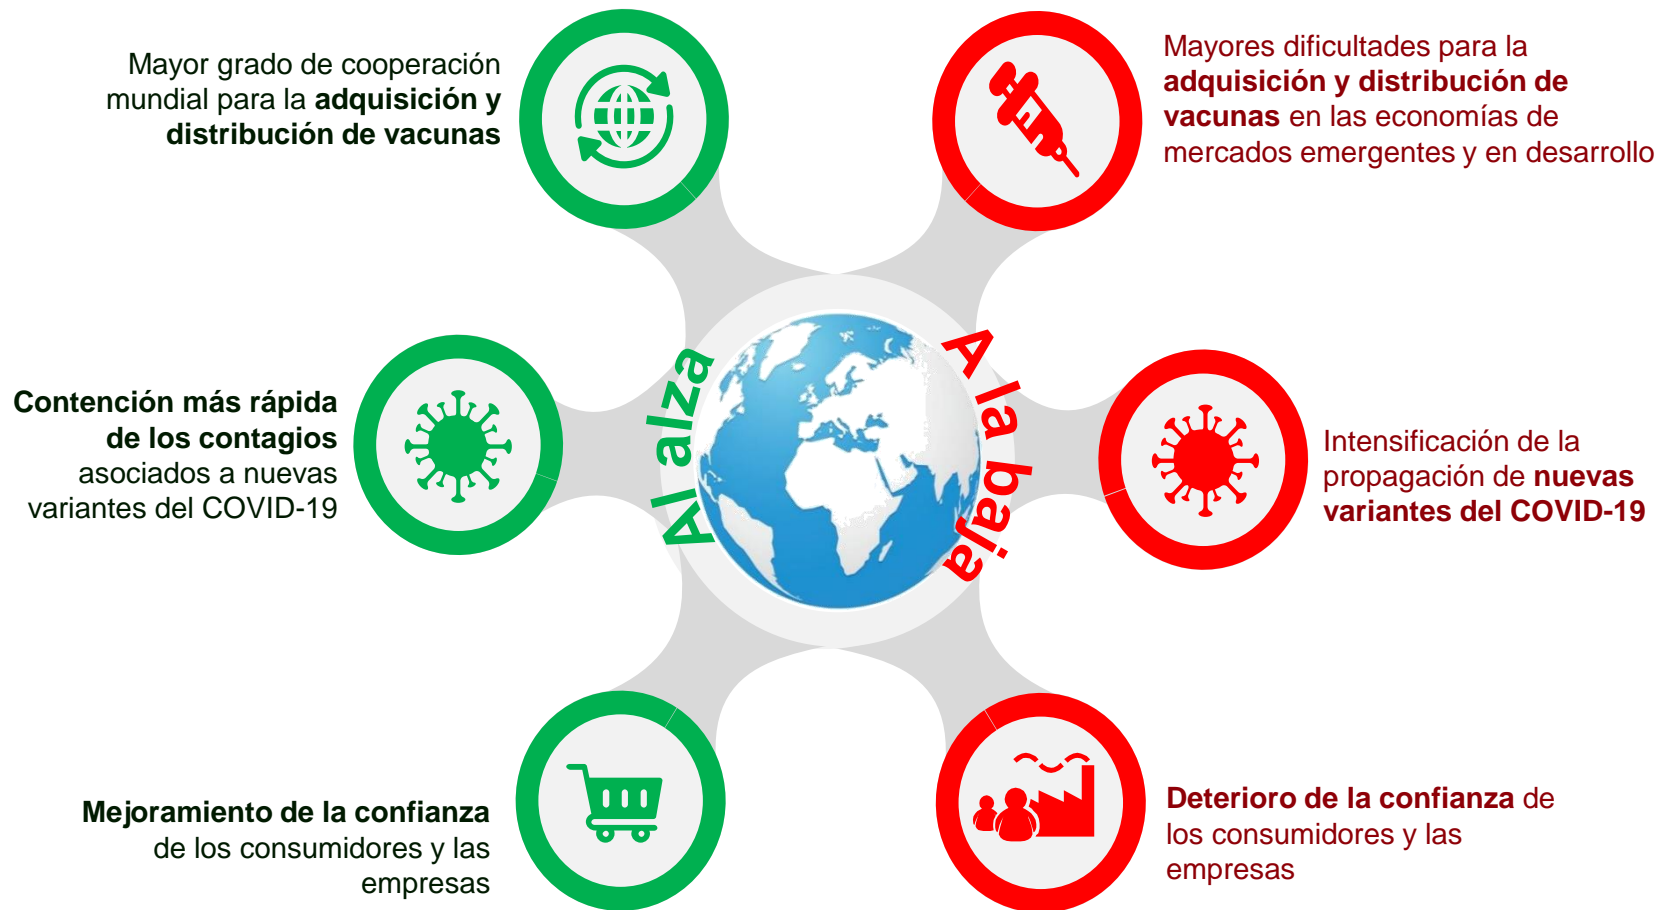 Mayor grado de cooperación
mundial para la adquisición y
distribución de vacunas
Mayores dificultades para la
adquisición y distribución de
vacunas en las economías de
mercados emergentes y en desarrollo
Al alza
A la baja
Contención más rápida
de los contagios
asociados a nuevas
variantes del COVID-19
Intensificación de la
propagación de nuevas
variantes del COVID-19
Mejoramiento de la confianza
de los consumidores y las
empresas
Deterioro de la confianza de
los consumidores y las
empresas